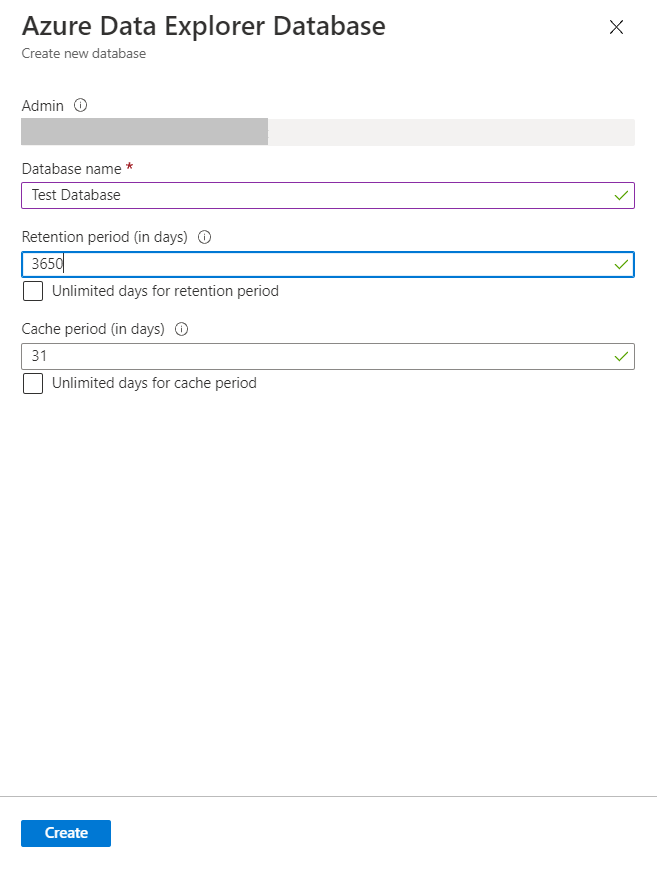 Azure Data Explorer Database
Create new database
Admin
Database name *
Test Database
Retention period (in days)
3650
Unlimited days for retention period
Cache period (in days)
31
Unlimited days for cache period
Create